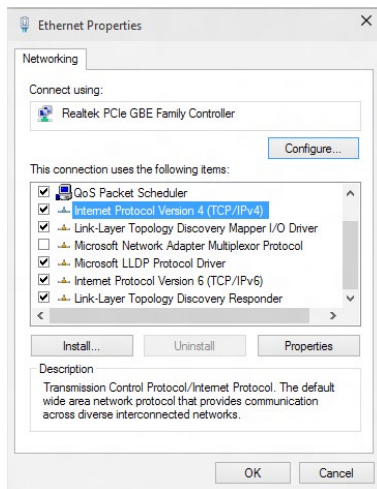 Ethernet Properties
Networking
Connect using:
Realtek PCIe GBE Family Controller
Configure...
This connection uses the following items:
QoS Packet Scheduler
Internet Protocol Version 4 (TCP/IPv4)
Link-Layer Topology Discovery Mapper I/O Driver
Microsoft Network Adapter Multiplexor Protocol
Microsoft LLDP Protocol Driver
Internet Protocol Version 6 (TCP/IPv6)
Link-Layer Topology Discovery Responder
Install... Uninstall Properties
Description
Transmission Control Protocol/Internet Protocol. The default
wide area network protocol that provides communication
across diverse interconnected networks.
OK Cancel